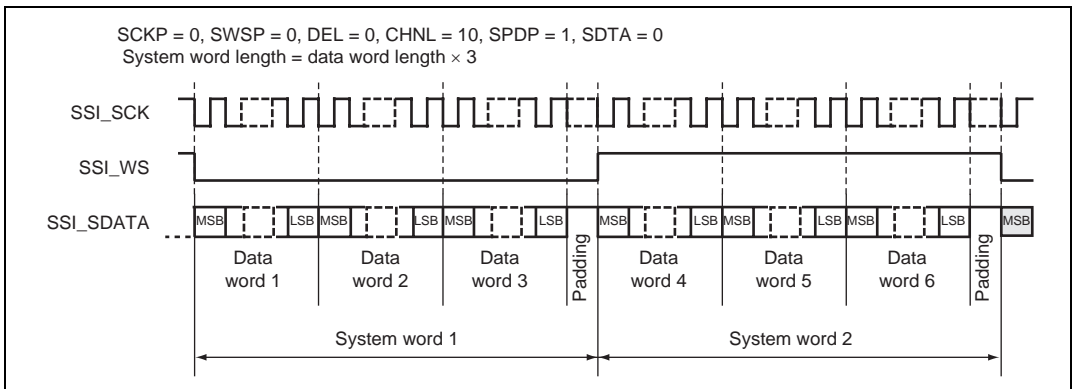 SCKP = 0, SWSP = 0, DEL = 0, CHNL = 10, SPDP = 1, SDTA = 0
System word length = data word length × 3
SSI_SCK
SSI_WS
SSI_SDATA
MSB LSB MSB LSB MSB LSB MSB LSB MSB LSB MSB LSB MSB
Data word 1
Data word 2
Data word 3
Padding
Data word 4
Data word 5
Data word 6
Padding
System word 1
System word 2